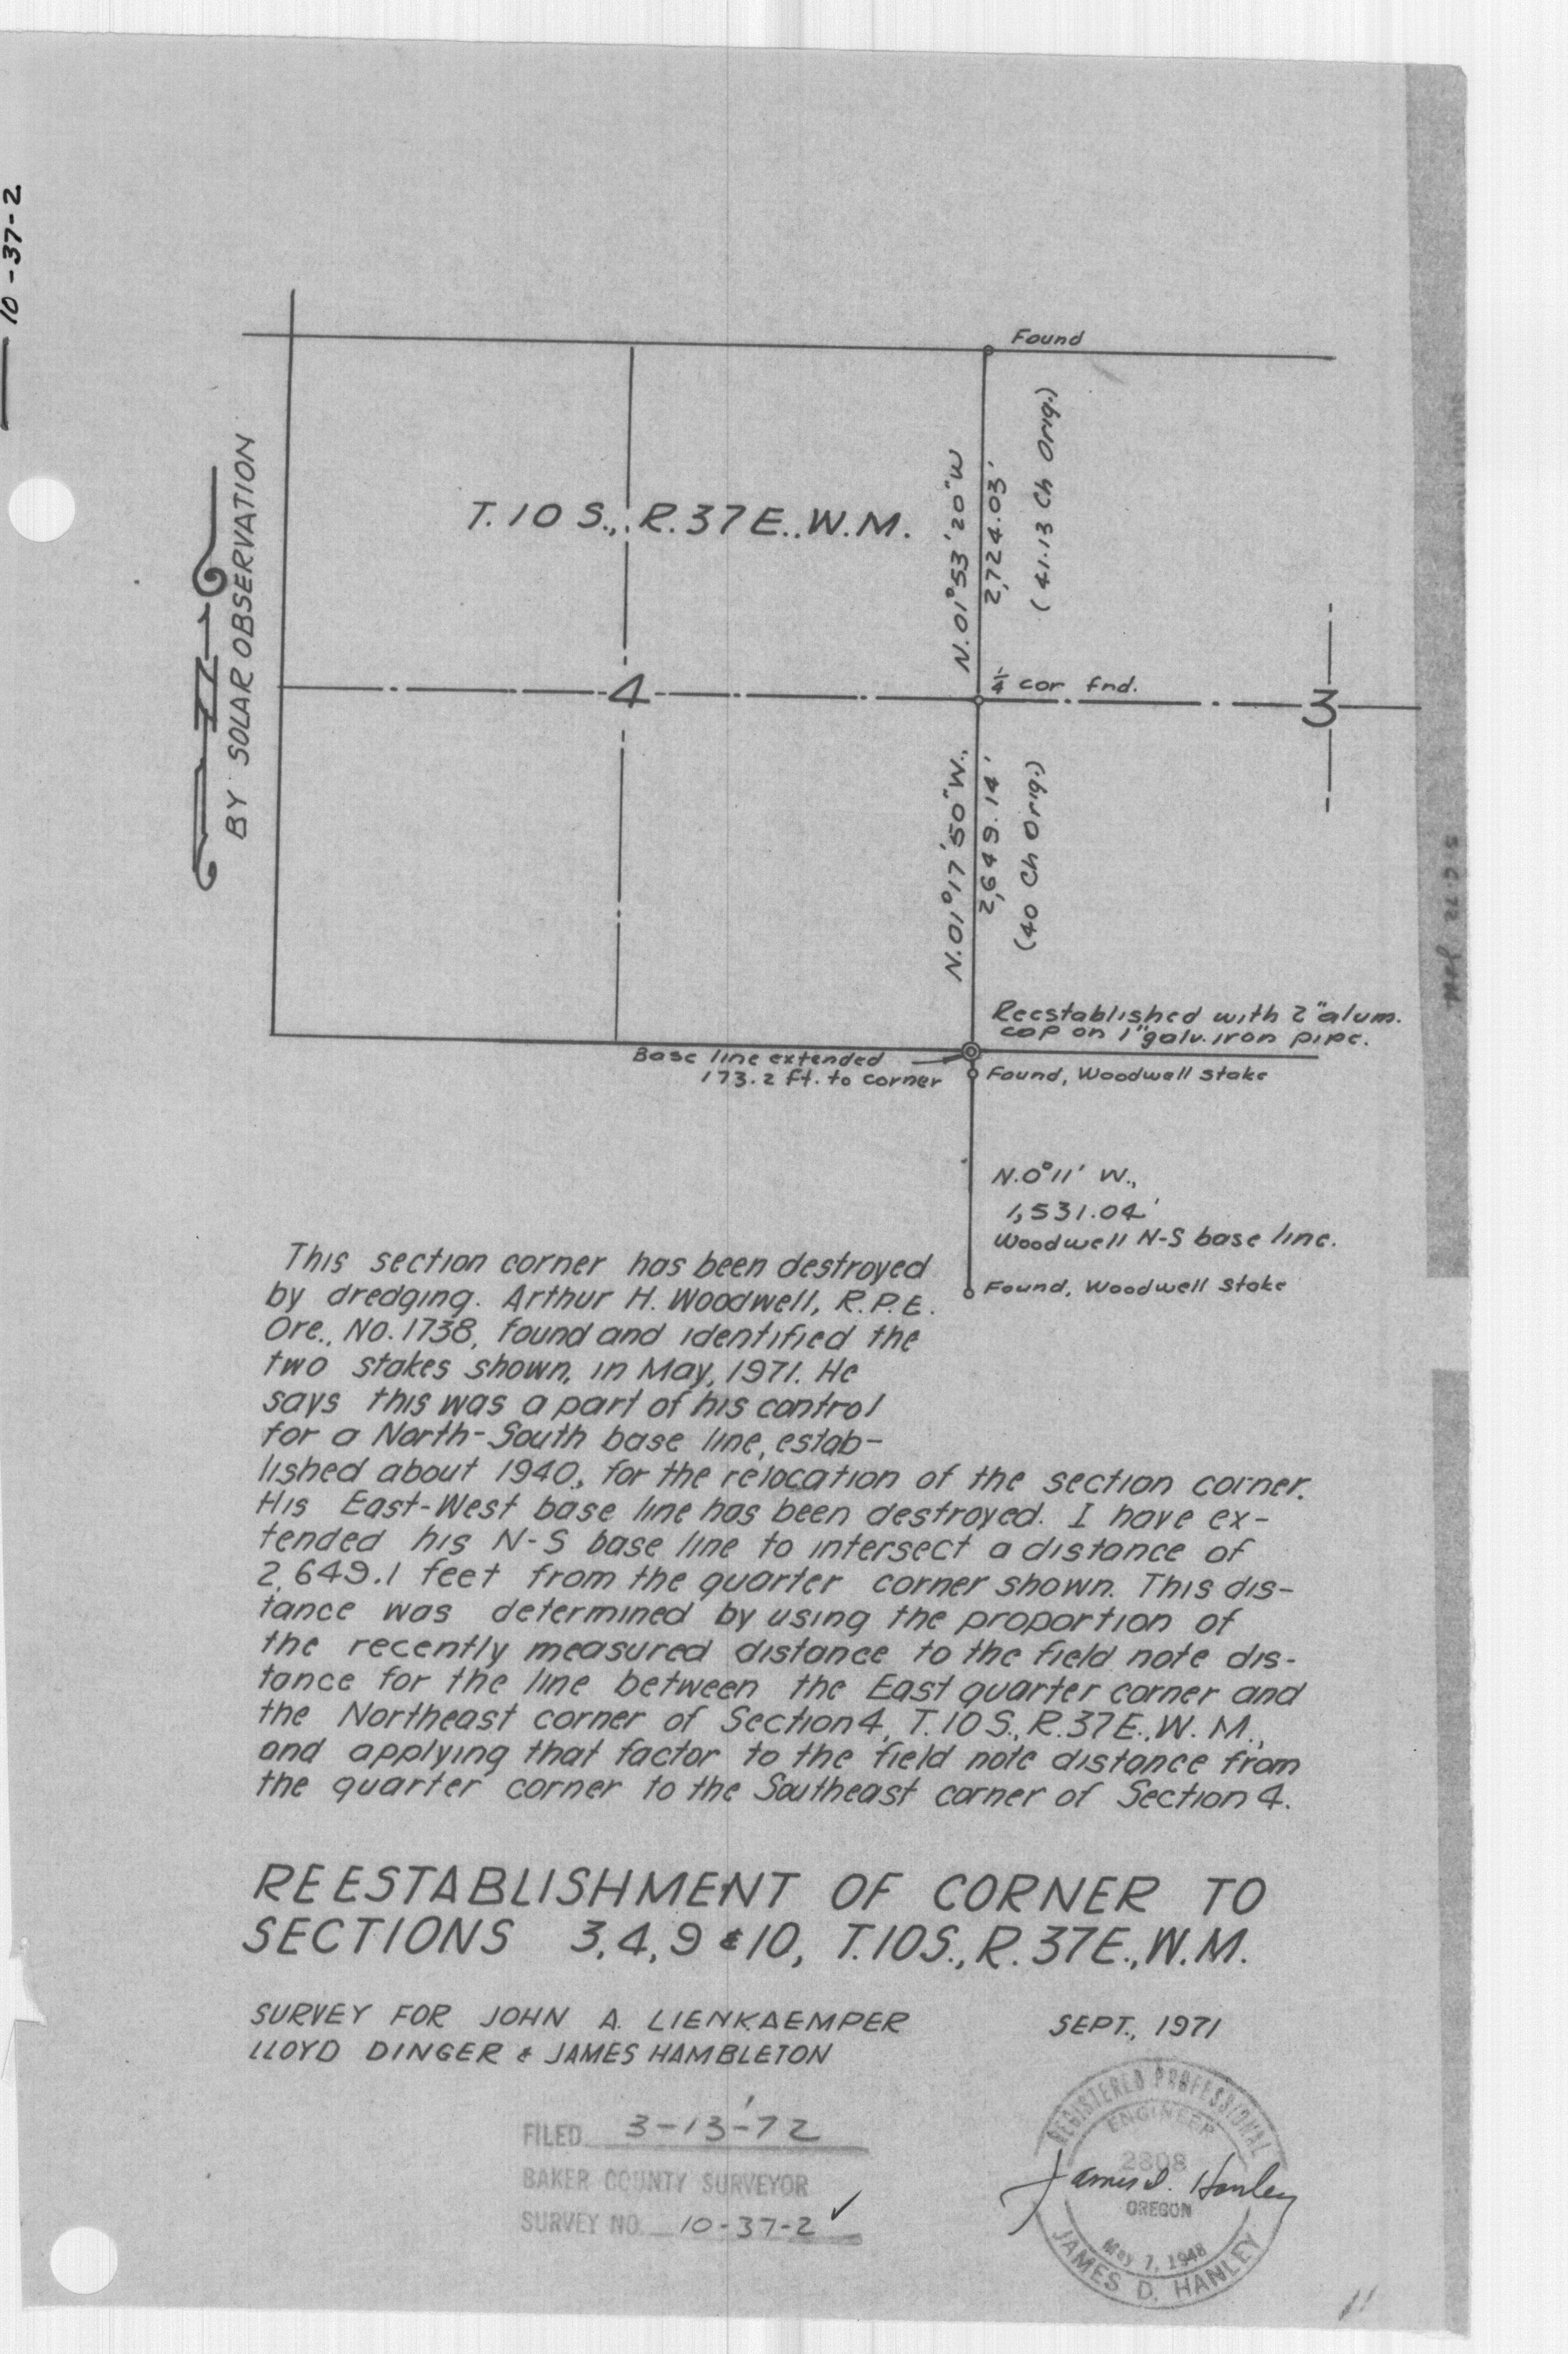 10-37-2
Found
BY SOLAR OBSERVATION
T.10 S., R.37 E., W.M.
N.01°53'20"W
2,724.03'
(41.13 Ch Orig.)
1/4 cor fnd.
4
3
N.01°17'50"W.
2,649.14'
(40 Ch Orig.)
Reestablished with 2" alum.
cap on 1" galv. iron pipe.
Base line extended
173.2 ft. to corner
Found, Woodwell Stake
N.0°11' W.,
1,531.04'
Woodwell N-S base line.
Found, Woodwell Stake
This section corner has been destroyed
by dredging. Arthur H. Woodwell, R.P.E.
Ore., No. 1738, found and identified the
two stakes shown, in May, 1971. He
says this was a part of his control
for a North-South base line, estab-
lished about 1940, for the relocation of the section corner.
His East-West base line has been destroyed. I have ex-
tended his N-S base line to intersect a distance of
2,649.1 feet from the quarter corner shown. This dis-
tance was determined by using the proportion of
the recently measured distance to the field note dis-
tance for the line between the East quarter corner and
the Northeast corner of Section 4, T.10 S., R.37 E., W.M.,
and applying that factor to the field note distance from
the quarter corner to the Southeast corner of Section 4.
REESTABLISHMENT OF CORNER TO
SECTIONS 3,4,9 & 10, T.10S., R.37E., W.M.
SURVEY FOR JOHN A. LIENKAEMPER
LLOYD DINGER & JAMES HAMBLETON
SEPT., 1971
FILED 3-13-72
BAKER COUNTY SURVEYOR
SURVEY NO. 10-37-2
REGISTERED PROFESSIONAL
ENGINEER
2808
James D. Hanley
OREGON
May 7, 1948
JAMES D. HANLEY